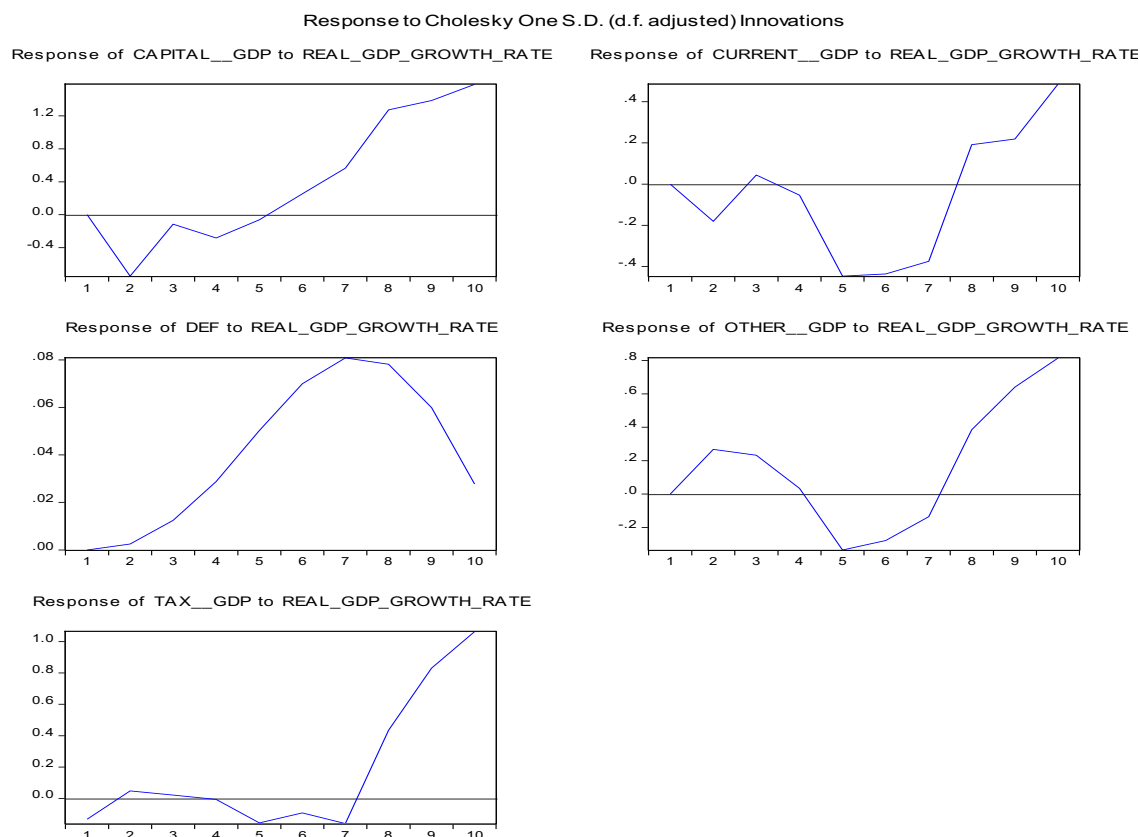 Response to Cholesky One S.D. (d.f. adjusted) Innovations
Response of CAPITAL__GDP to REAL_GDP_GROWTH_RATE
1.2
0.8
0.4
0.0
-0.4
1 2 3 4 5 6 7 8 9 10
Response of CURRENT__GDP to REAL_GDP_GROWTH_RATE
.4
.2
.0
-.2
-.4
1 2 3 4 5 6 7 8 9 10
Response of DEF to REAL_GDP_GROWTH_RATE
.08
.06
.04
.02
.00
1 2 3 4 5 6 7 8 9 10
Response of OTHER__GDP to REAL_GDP_GROWTH_RATE
.8
.6
.4
.2
.0
-.2
1 2 3 4 5 6 7 8 9 10
Response of TAX__GDP to REAL_GDP_GROWTH_RATE
1.0
0.8
0.6
0.4
0.2
0.0
1 2 3 4 5 6 7 8 9 10